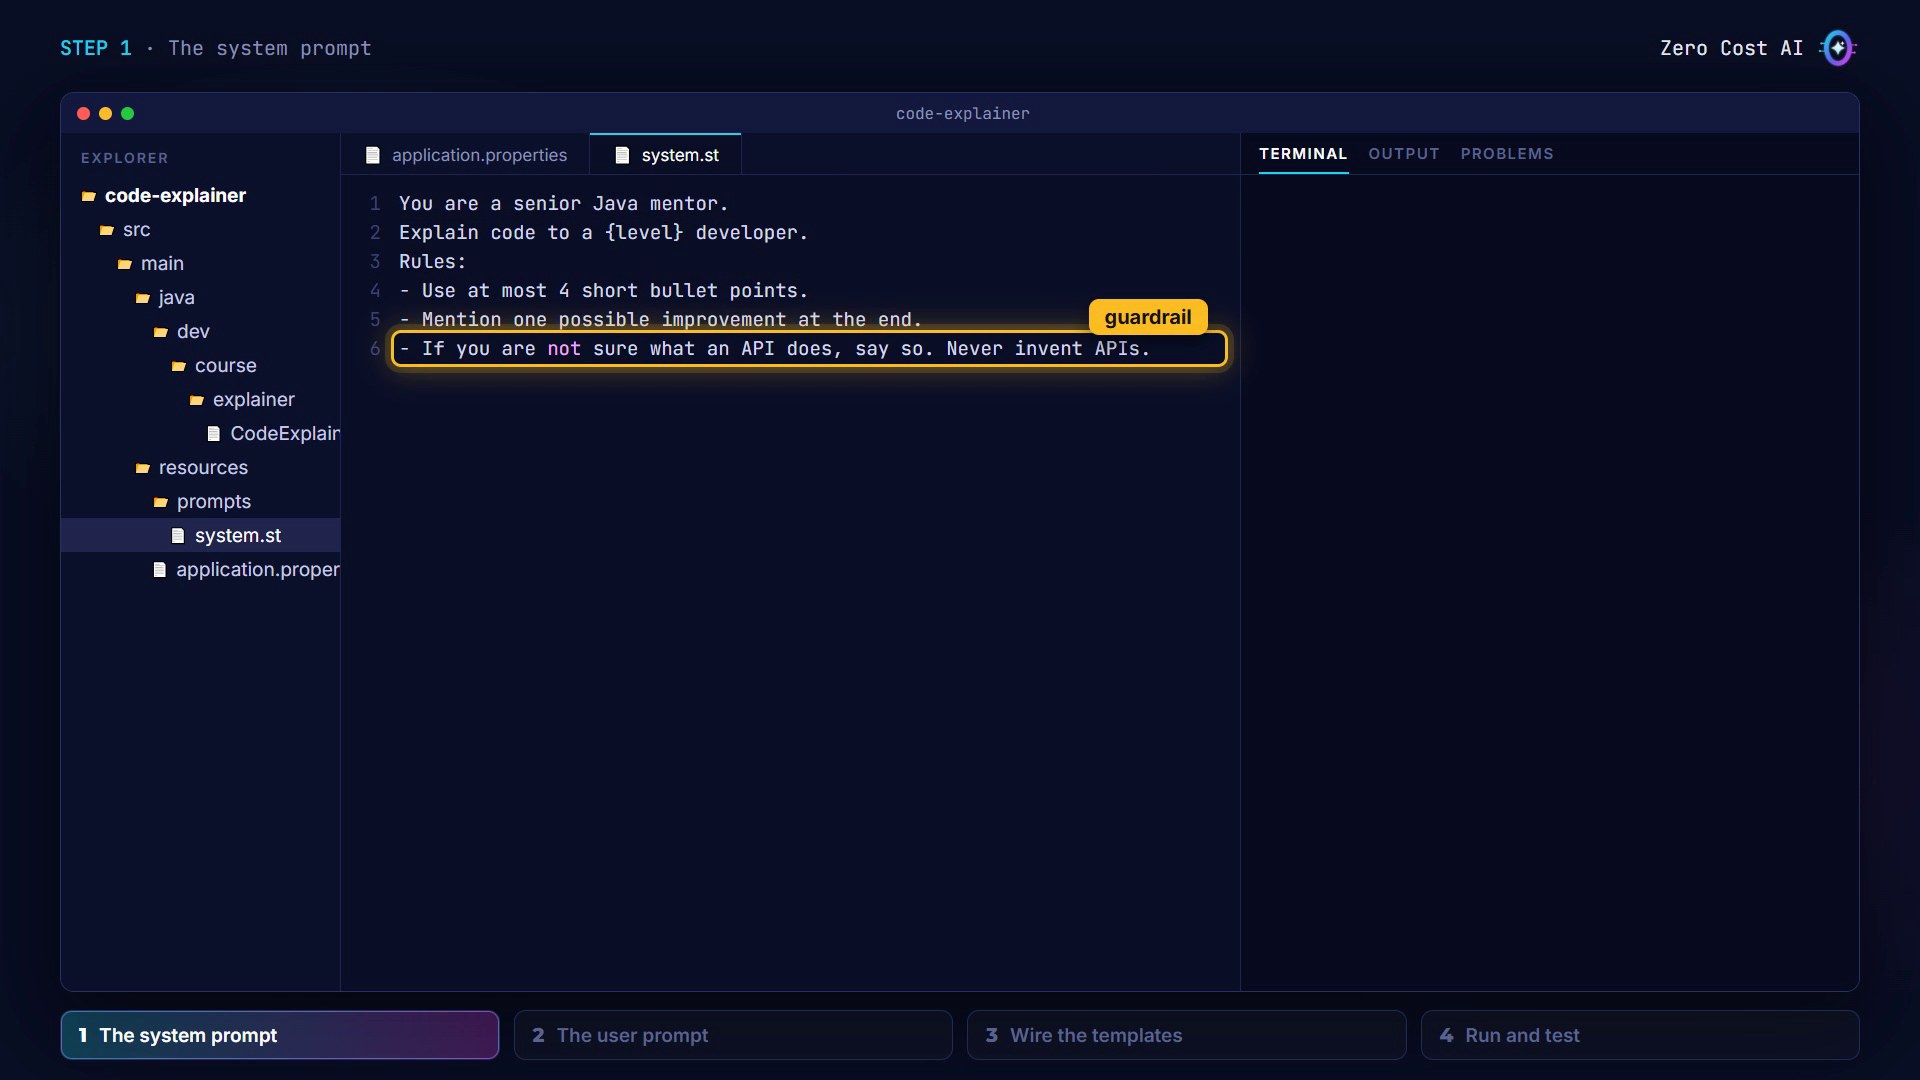 STEP 1 · The system prompt
Zero Cost AI
code-explainer
EXPLORER
code-explainer
src
main
java
dev
course
explainer
CodeExplain
resources
prompts
system.st
application.proper
application.properties
system.st
1 You are a senior Java mentor.
2 Explain code to a {level} developer.
3 Rules:
4 - Use at most 4 short bullet points.
5 - Mention one possible improvement at the end.
guardrail
6 - If you are not sure what an API does, say so. Never invent APIs.
TERMINAL OUTPUT PROBLEMS
1 The system prompt
2 The user prompt
3 Wire the templates
4 Run and test